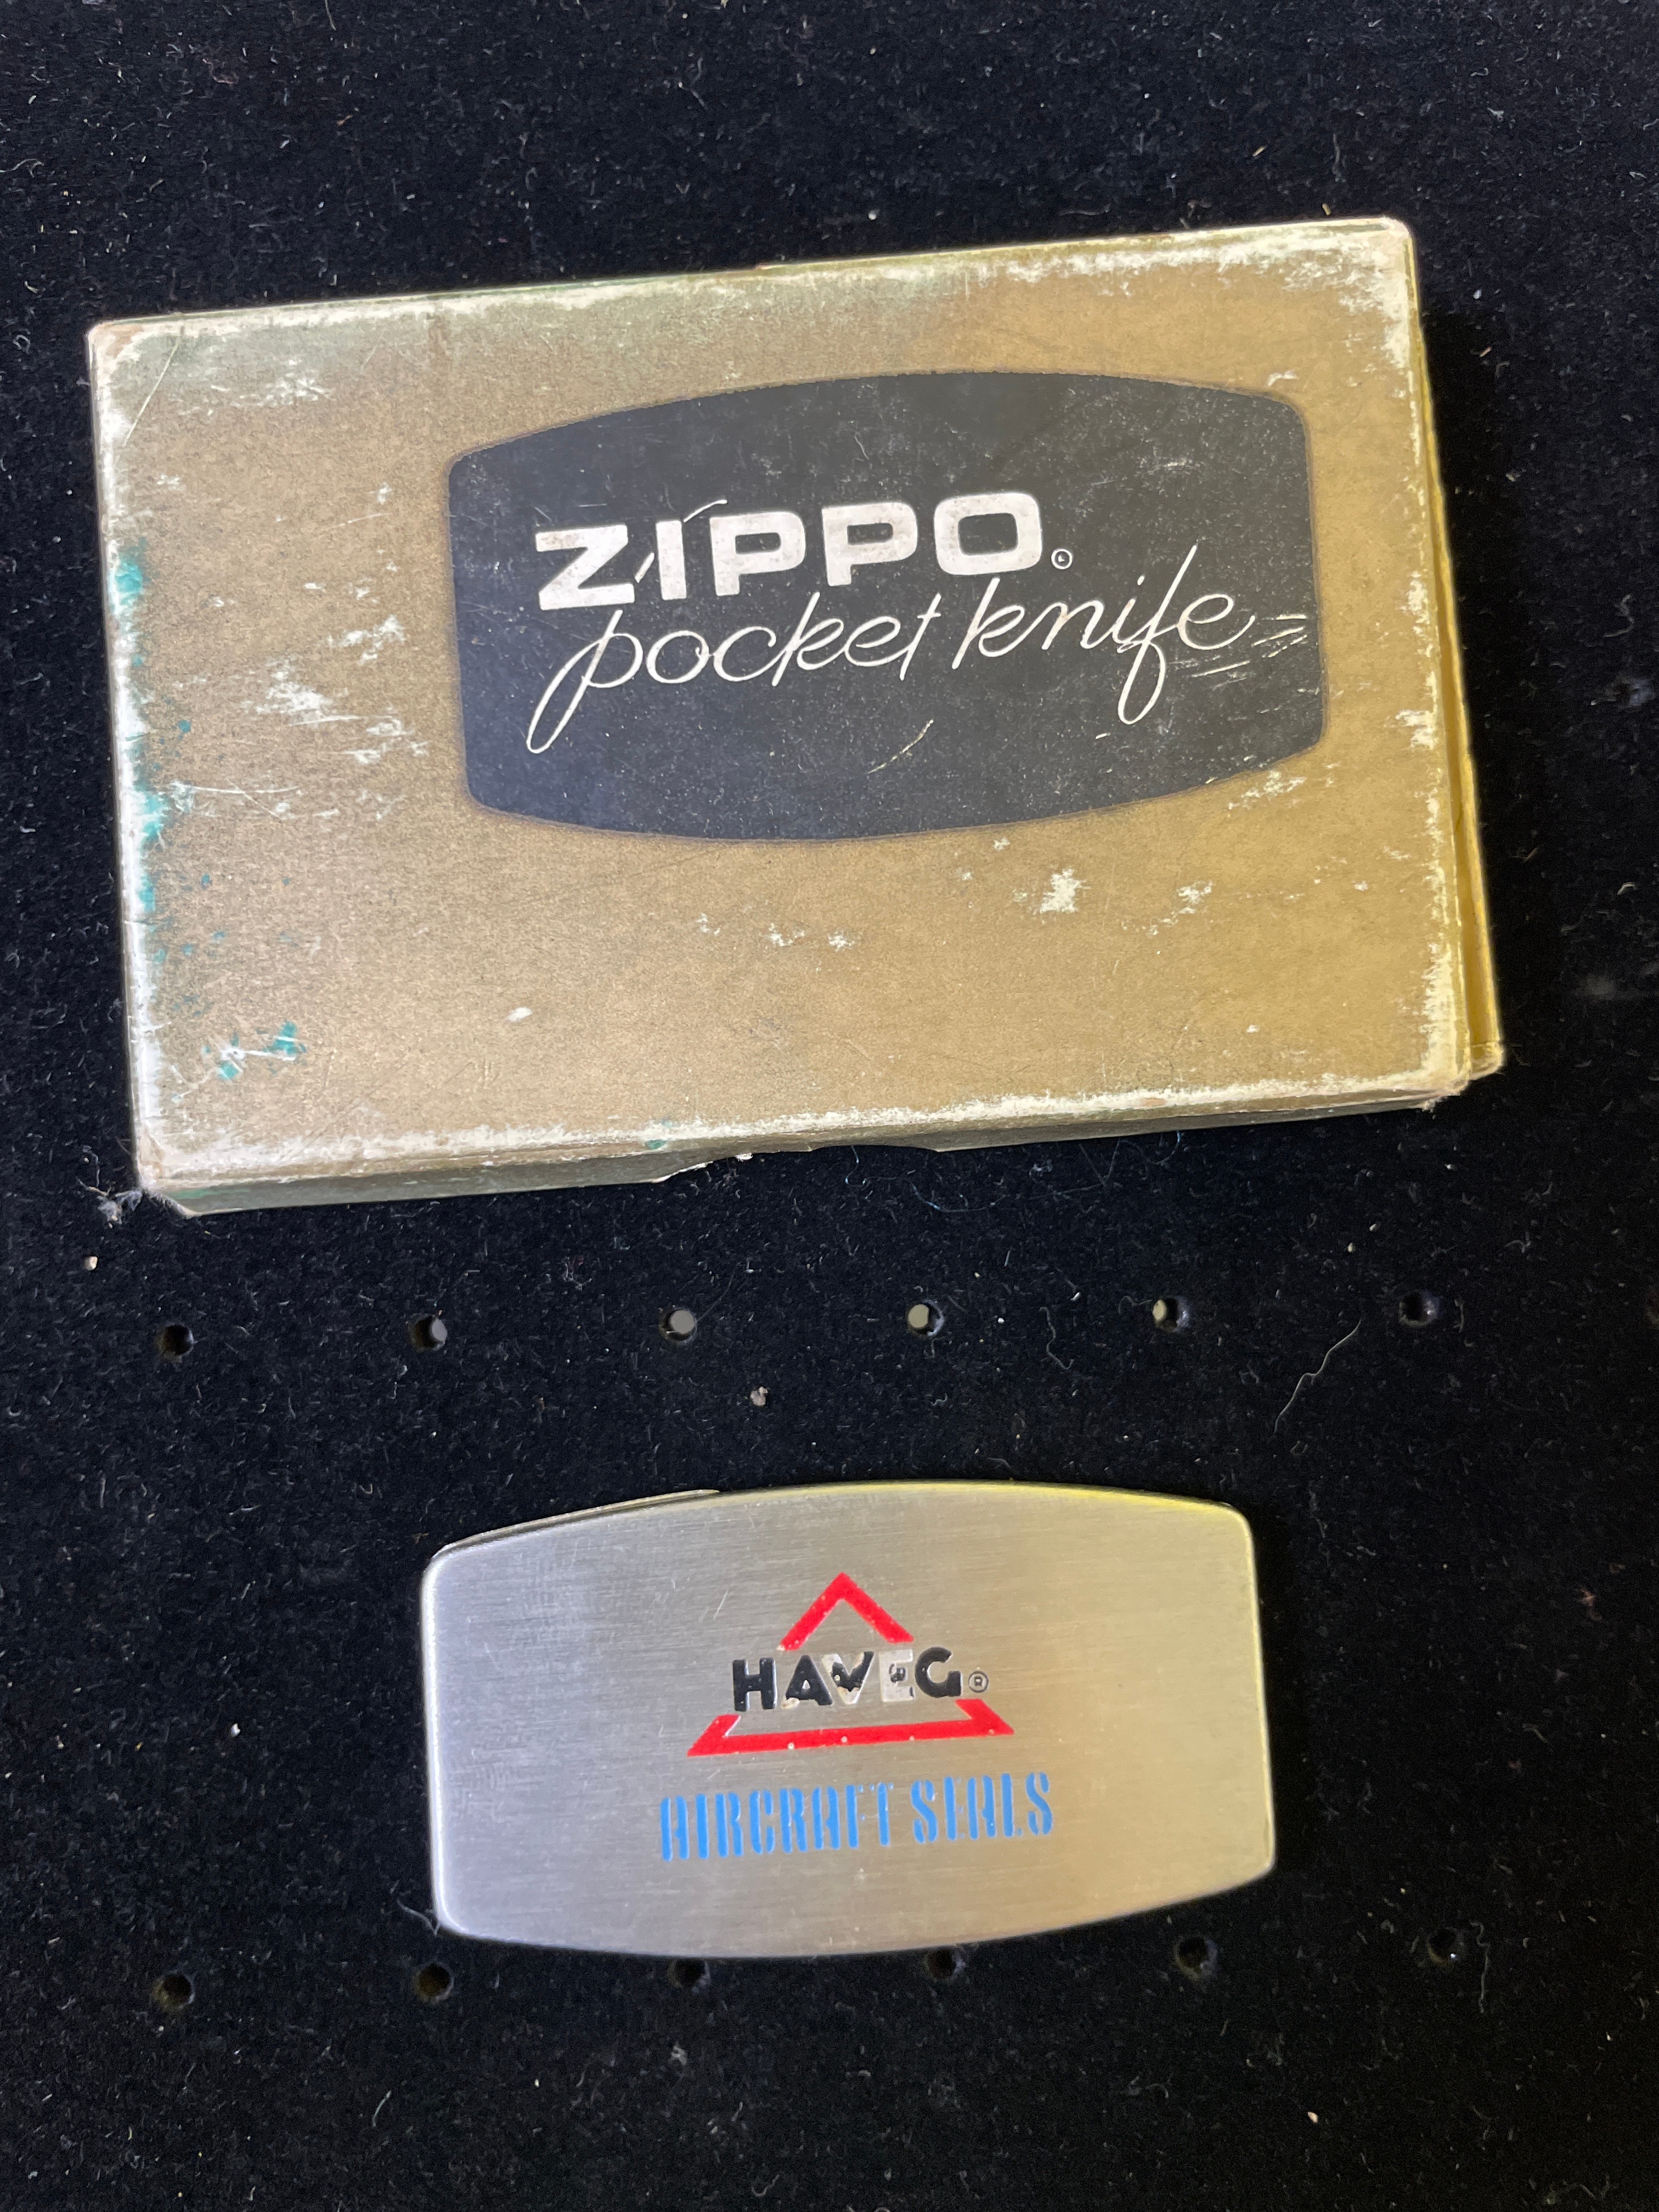 ZIPPO®
pocket knife
HAVEG®
AIRCRAFT SEALS